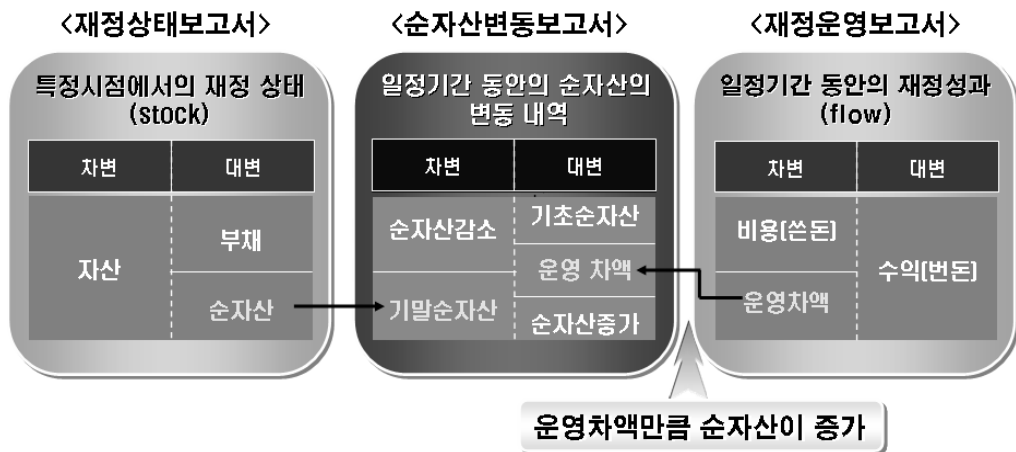 <재정상태보고서>
특정시점에서의 재정 상태
(stock)
차변
대변
자산
부채
순자산
<순자산변동보고서>
일정기간 동안의 순자산의
변동 내역
차변
대변
순자산감소
기말순자산
기초순자산
운영 차액
순자산증가
<재정운영보고서>
일정기간 동안의 재정성과
(flow)
차변
대변
비용(쓴돈)
운영차액
수익(번돈)
운영차액만큼 순자산이 증가